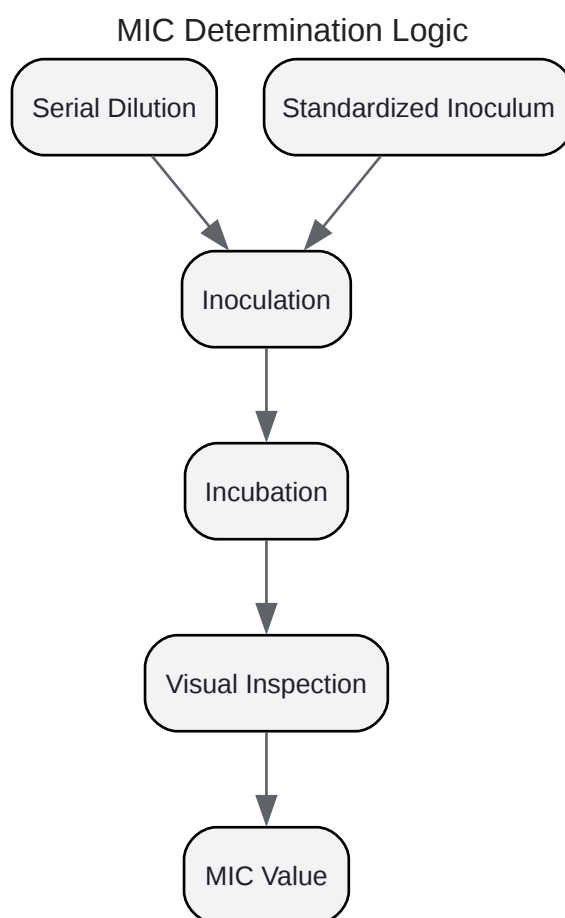 MIC Determination Logic
Serial Dilution
Standardized Inoculum
Inoculation
Incubation
Visual Inspection
MIC Value